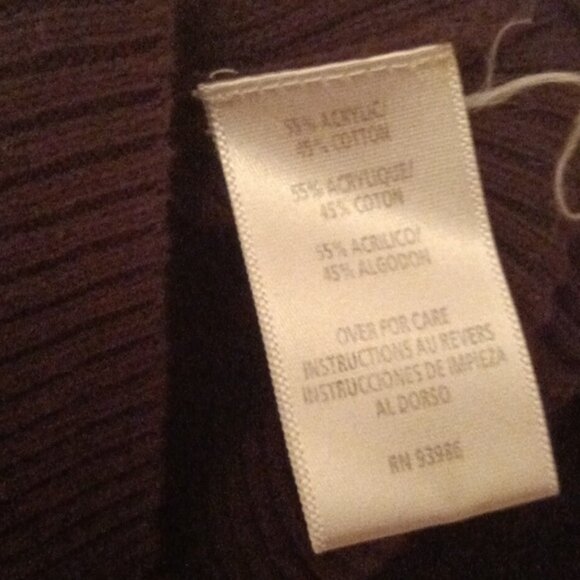 55% ACRYLIC/
45% COTTON
55% ACRYLIQUE/
45% COTON
55% ACRILICO/
45% ALGODON
OVER FOR CARE
INSTRUCTIONS AU REVERS
INSTRUCCIONES DE IMPIEZA
AL DORSO
RN 93986